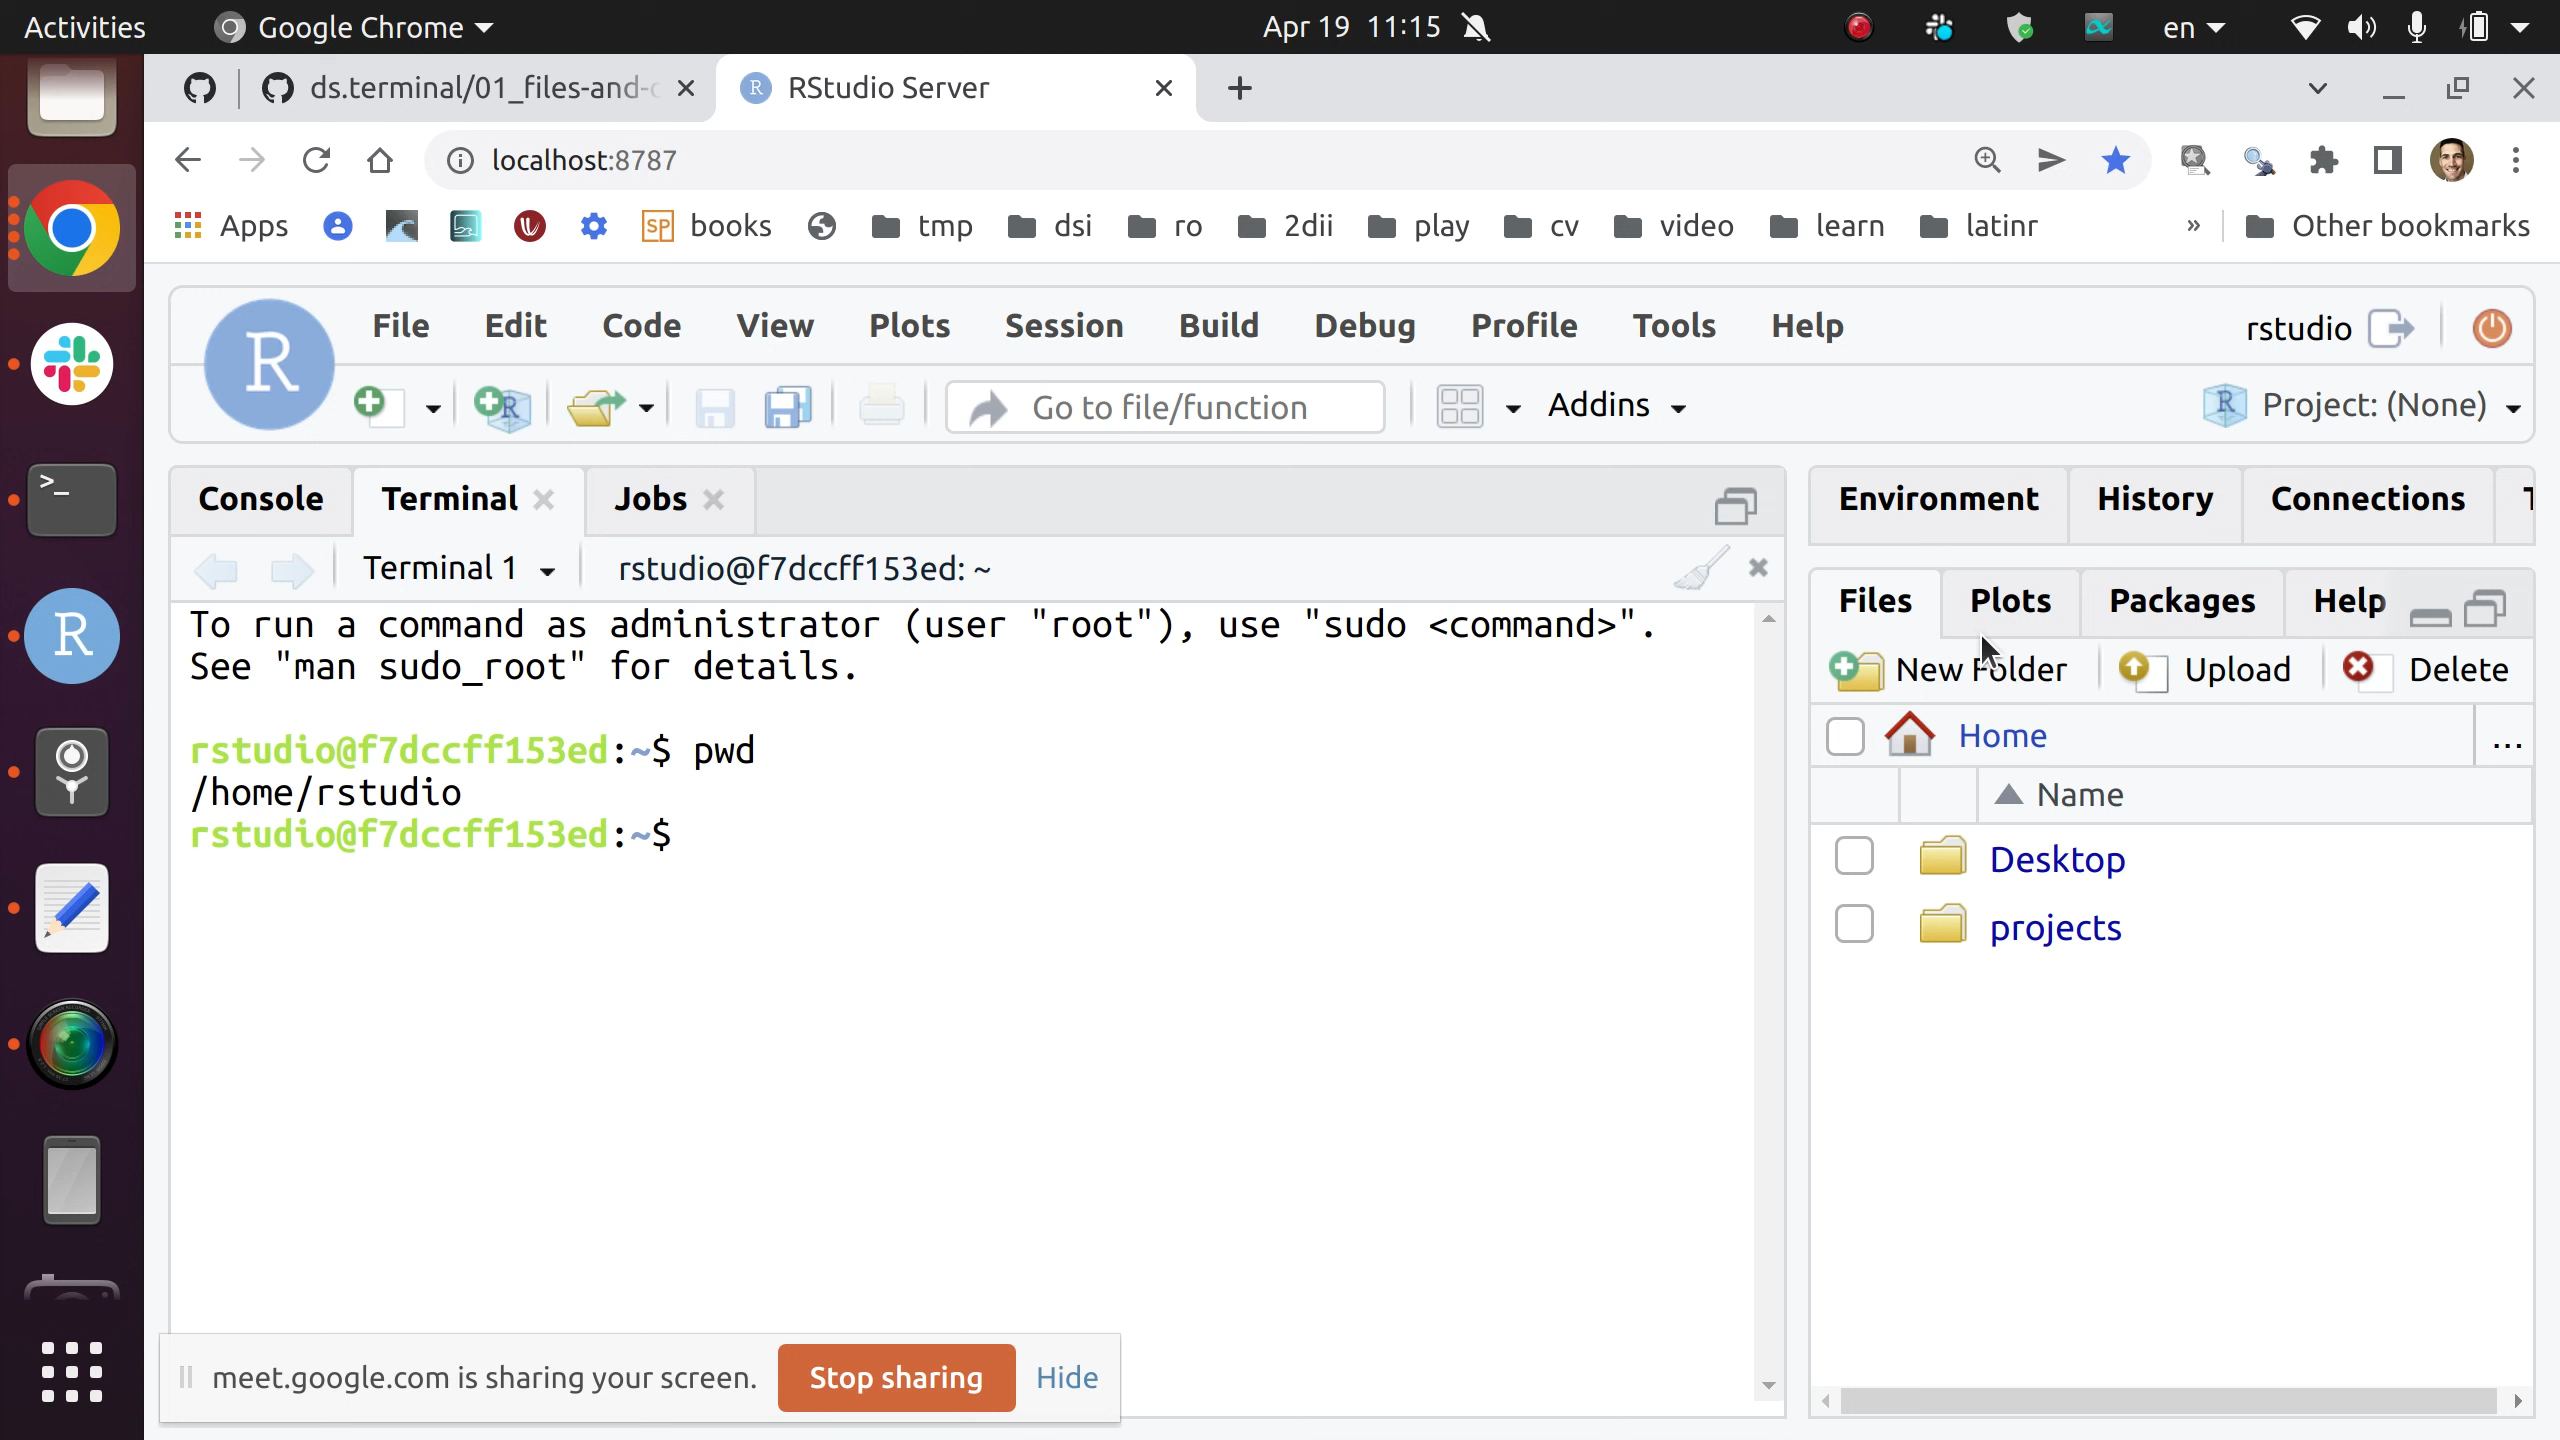 Activities
Google Chrome
Apr 19 11:15
en
ds.terminal/01_files-and-
RStudio Server
localhost:8787
Apps
SP
books
tmp
dsi
ro
2dii
play
cv
video
learn
latinr
»
Other bookmarks
R
File
Edit
Code
View
Plots
Session
Build
Debug
Profile
Tools
Help
rstudio
Go to file/function
Addins
Project: (None)
Console
Terminal
Jobs
Environment
History
Connections
Terminal 1
rstudio@f7dccff153ed: ~
Files
Plots
Packages
Help
To run a command as administrator (user "root"), use "sudo <command>".
See "man sudo_root" for details.
rstudio@f7dccff153ed:~$ pwd
/home/rstudio
rstudio@f7dccff153ed:~$
New Folder
Upload
Delete
Home
...
Name
Desktop
projects
meet.google.com is sharing your screen.
Stop sharing
Hide